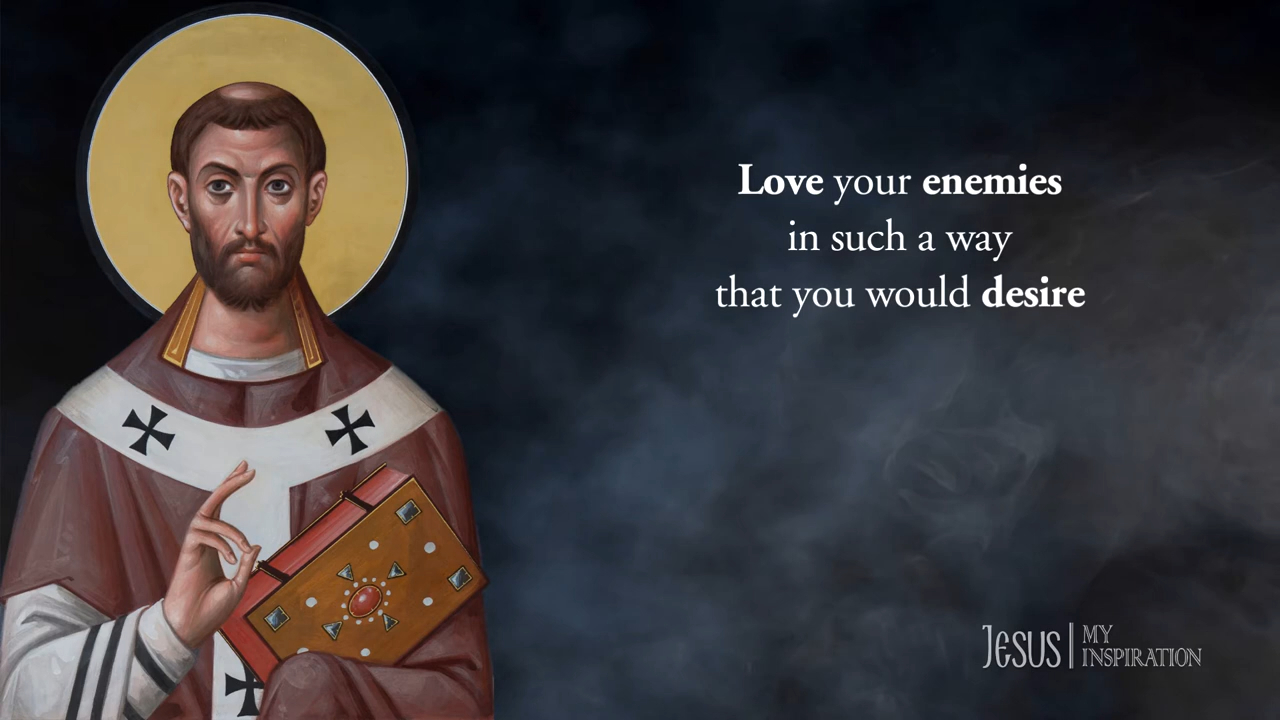 Love your enemies
in such a way
that you would desire
JESUS | MY
INSPIRATION